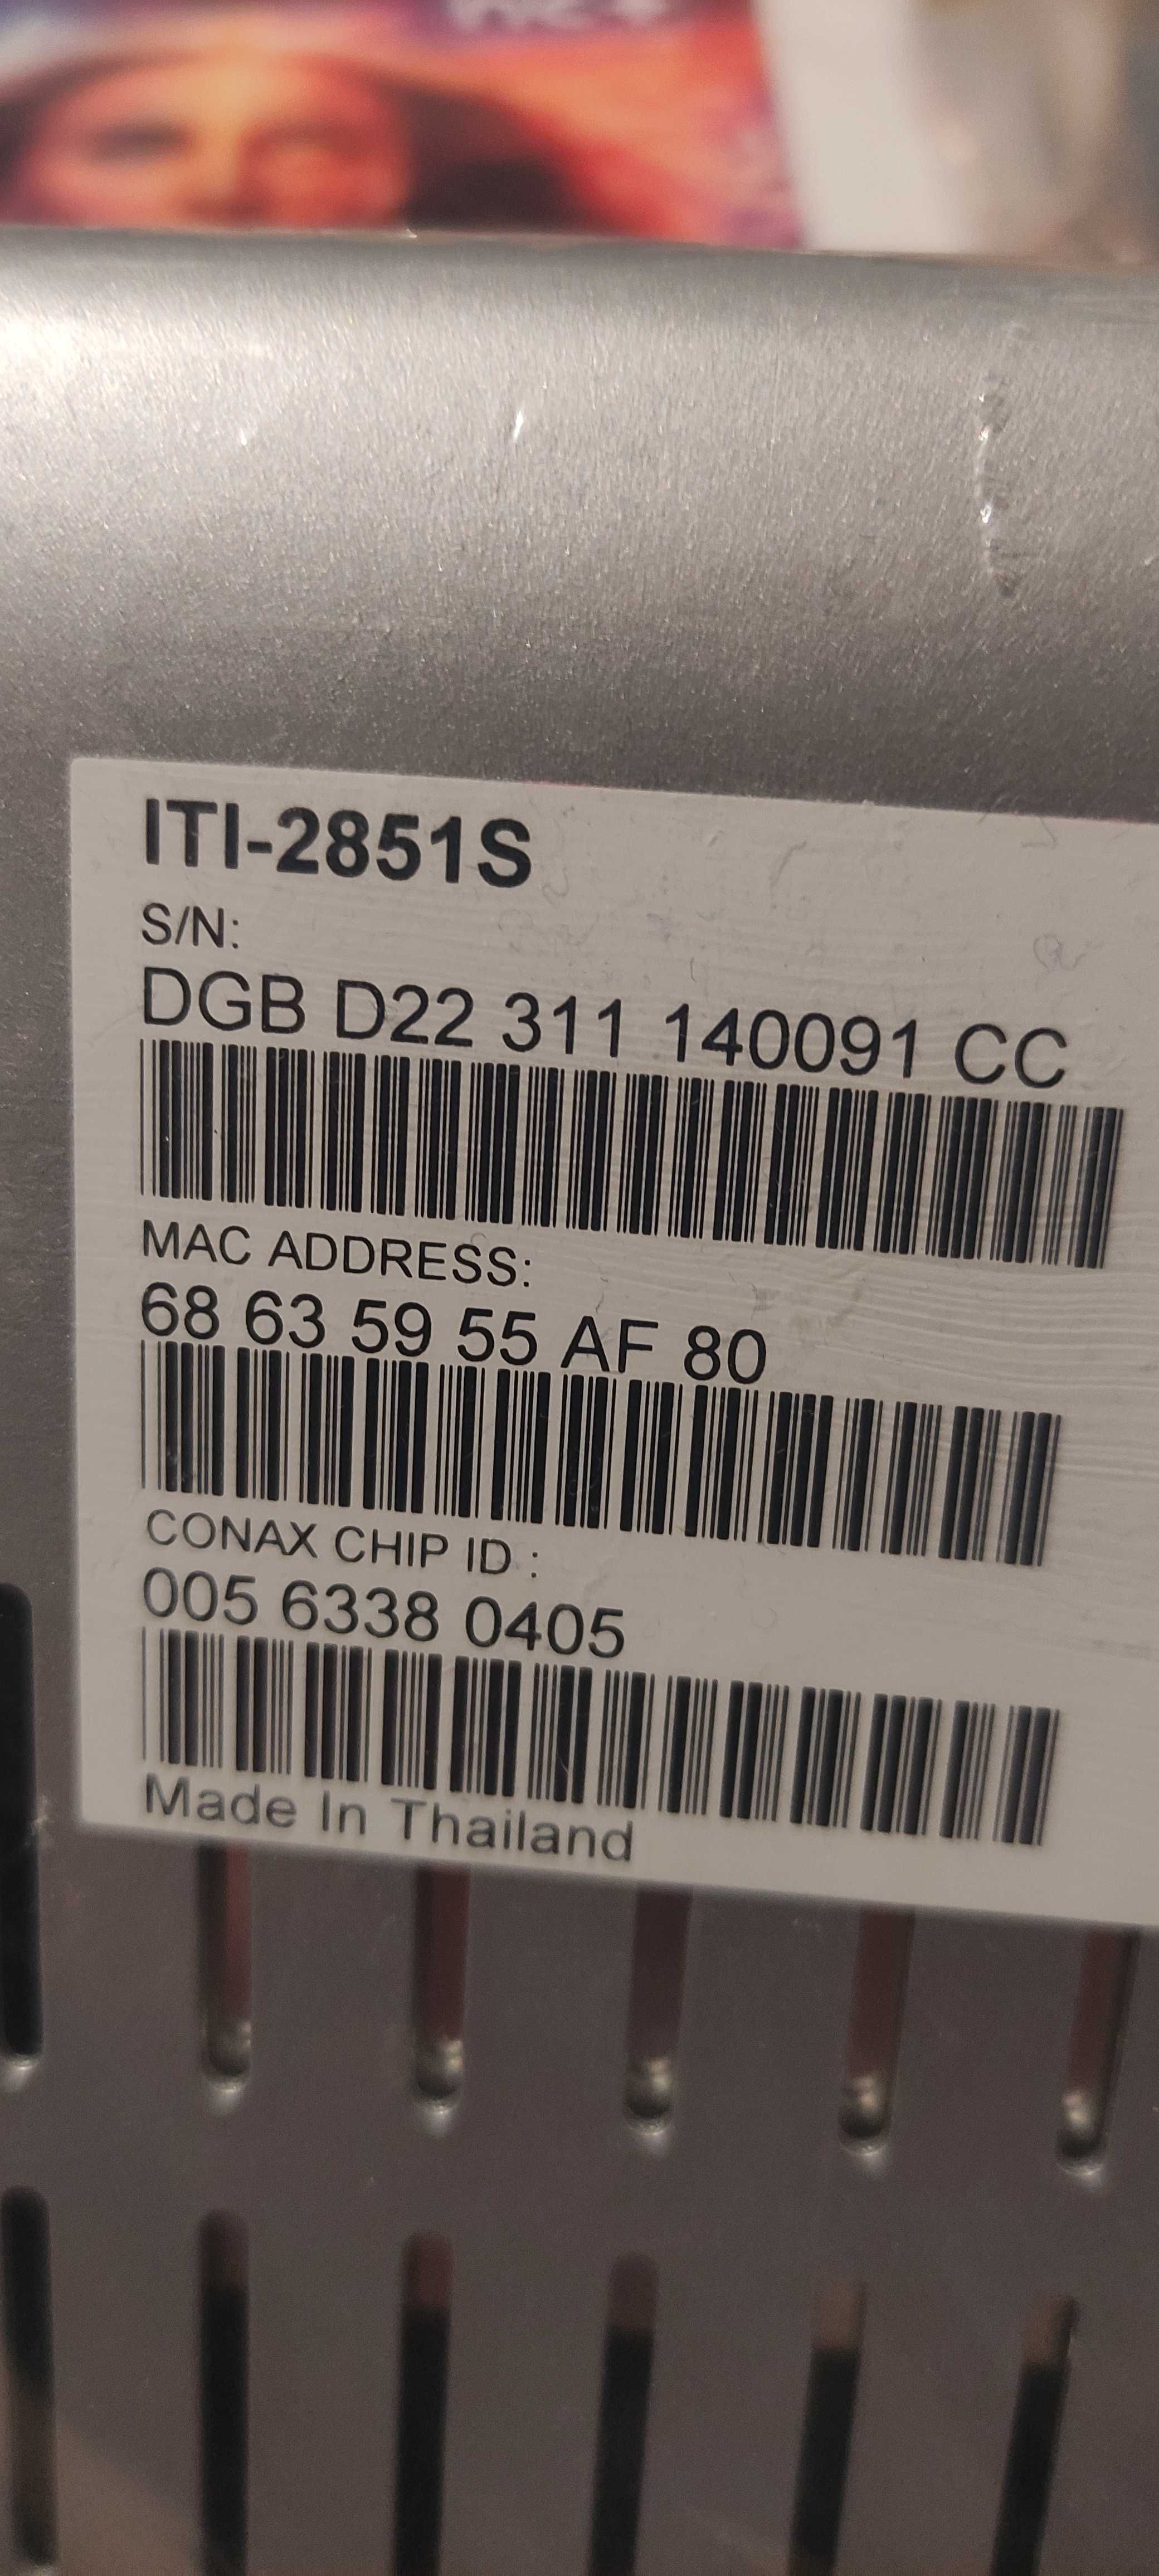 ITI-2851S
S/N:
DGB D22 311 140091 CC
MAC ADDRESS:
68 63 59 55 AF 80
CONAX CHIP ID :
005 6338 0405
Made In Thailand